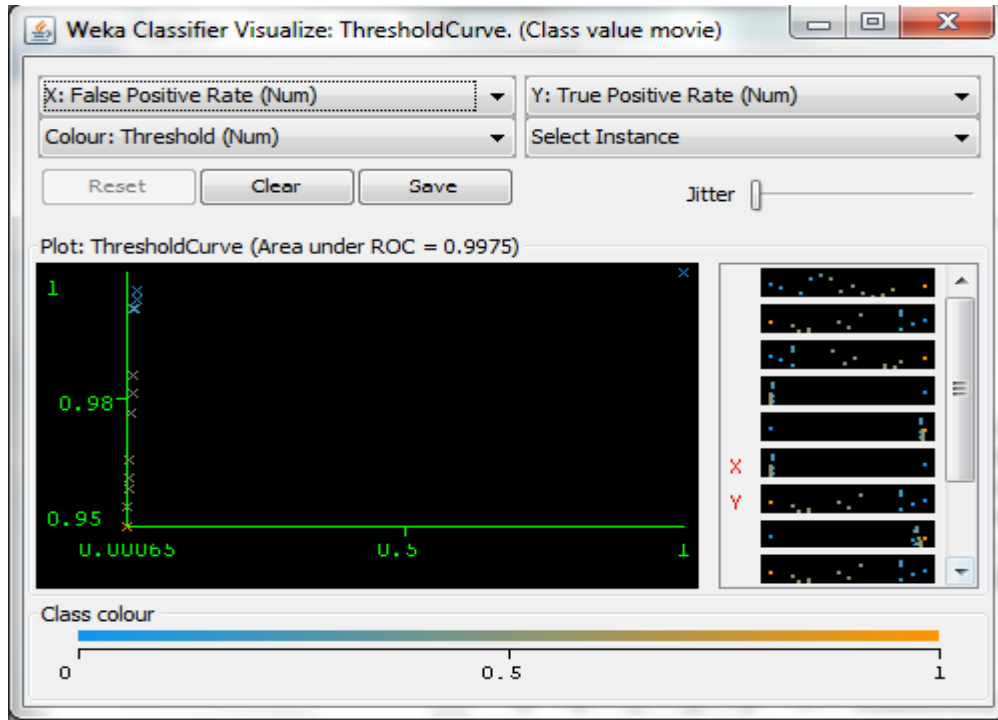 Weka Classifier Visualize: ThresholdCurve. (Class value movie)
X: False Positive Rate (Num)
Y: True Positive Rate (Num)
Colour: Threshold (Num)
Select Instance
Reset
Clear
Save
Jitter
Plot: ThresholdCurve (Area under ROC = 0.9975)
1
0.98
0.95
0.00065
0.5
1
X
Y
Class colour
0
0.5
1